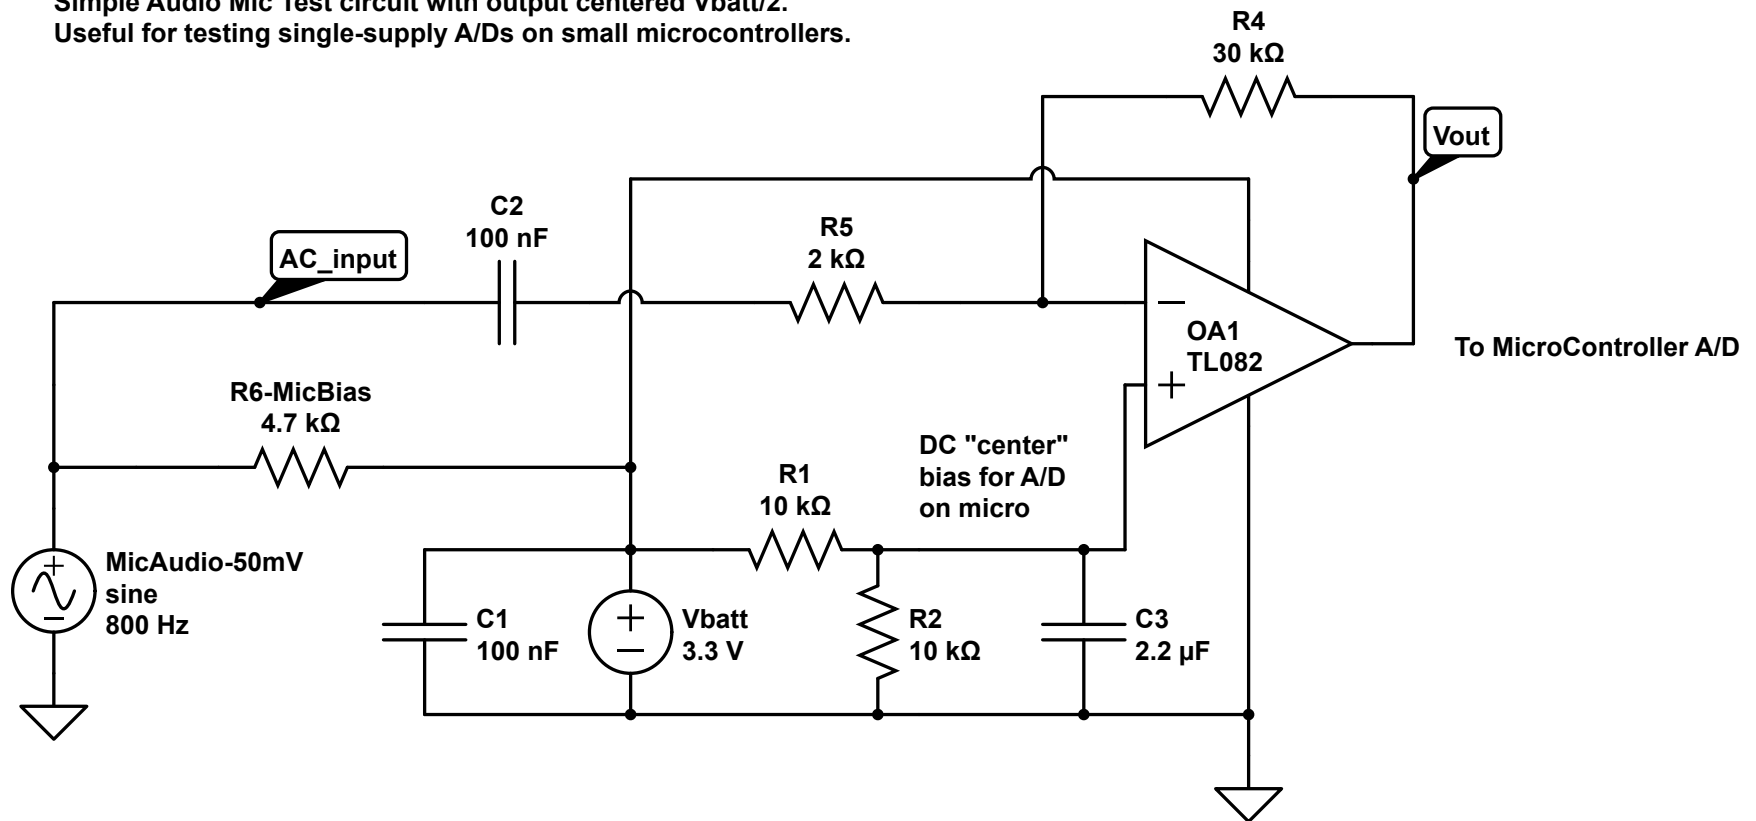 Simple Audio Mic Test circuit with output centered Vbatt/2.
Useful for testing single-supply A/Ds on small microcontrollers.
R4
30 kΩ
Vout
C2
100 nF
R5
2 kΩ
AC_input
OA1
TL082
To MicroController A/D
R6-MicBias
4.7 kΩ
DC "center"
bias for A/D
on micro
R1
10 kΩ
MicAudio-50mV
sine
800 Hz
C1
100 nF
Vbatt
3.3 V
R2
10 kΩ
C3
2.2 µF